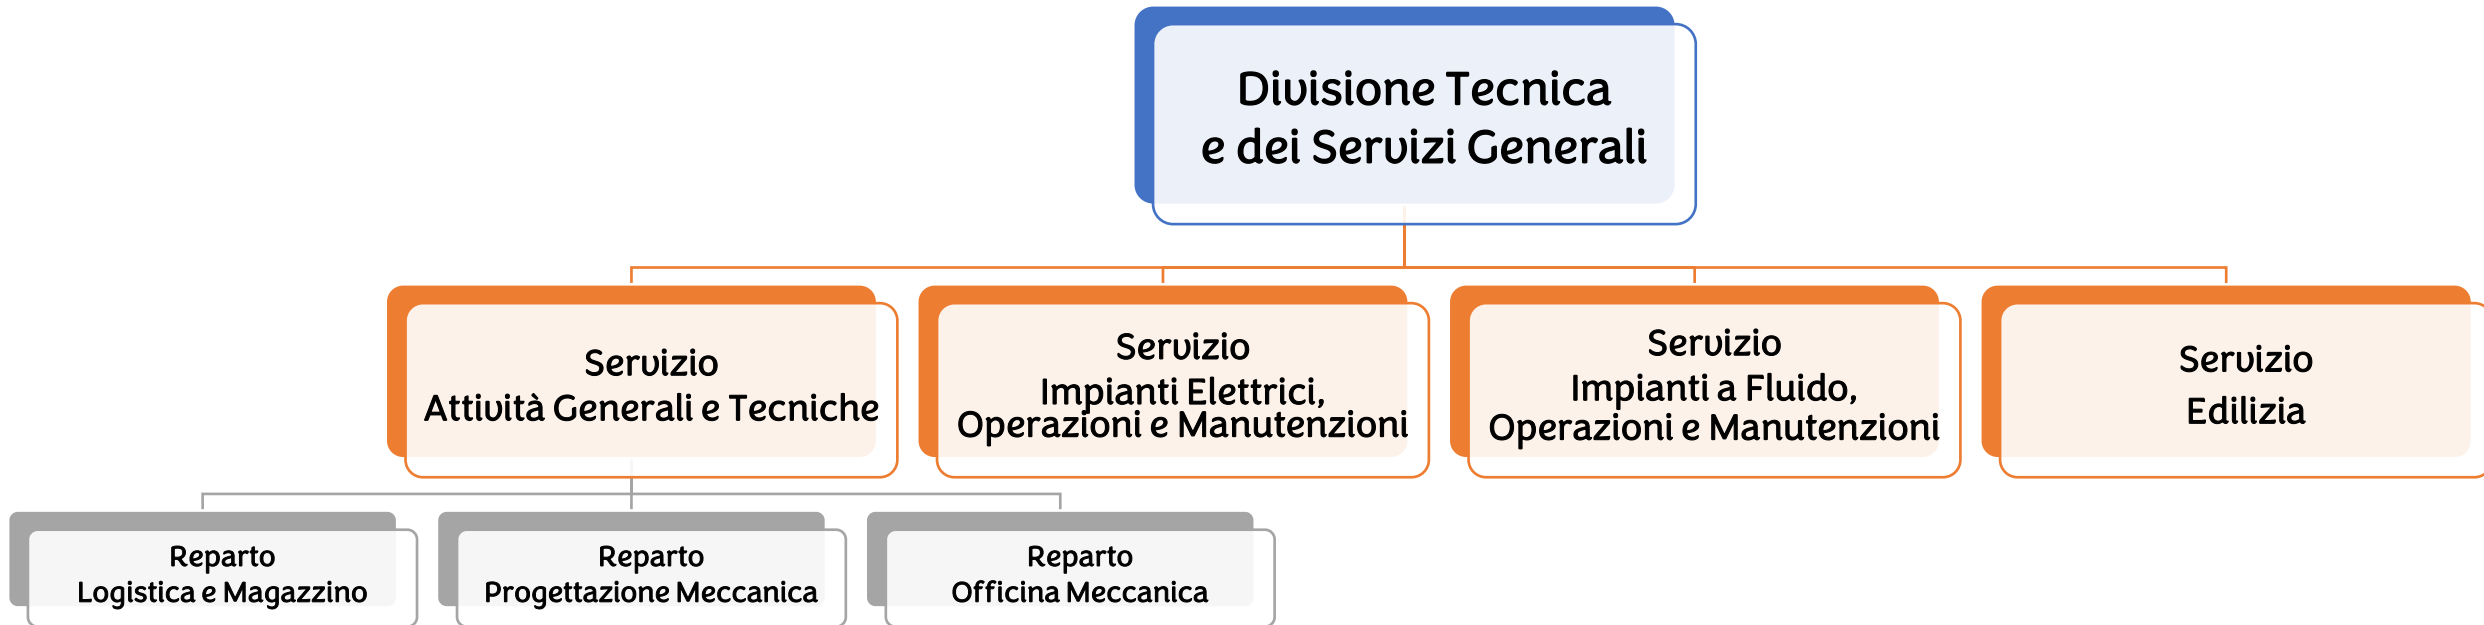 Divisione Tecnica
e dei Servizi Generali
Servizio
Attività Generali e Tecniche
Servizio
Impianti Elettrici,
Operazioni e Manutenzioni
Servizio
Impianti a Fluido,
Operazioni e Manutenzioni
Servizio
Edilizia
Reparto
Logistica e Magazzino
Reparto
Progettazione Meccanica
Reparto
Officina Meccanica